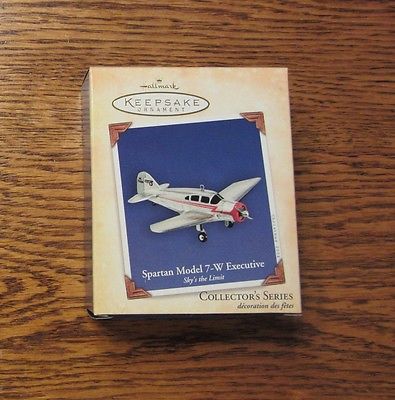 Hallmark
KEEPSAKE
ORNAMENT
Spartan Model 7-W Executive
Sky's the Limit
COLLECTOR'S SERIES
décoration des fêtes